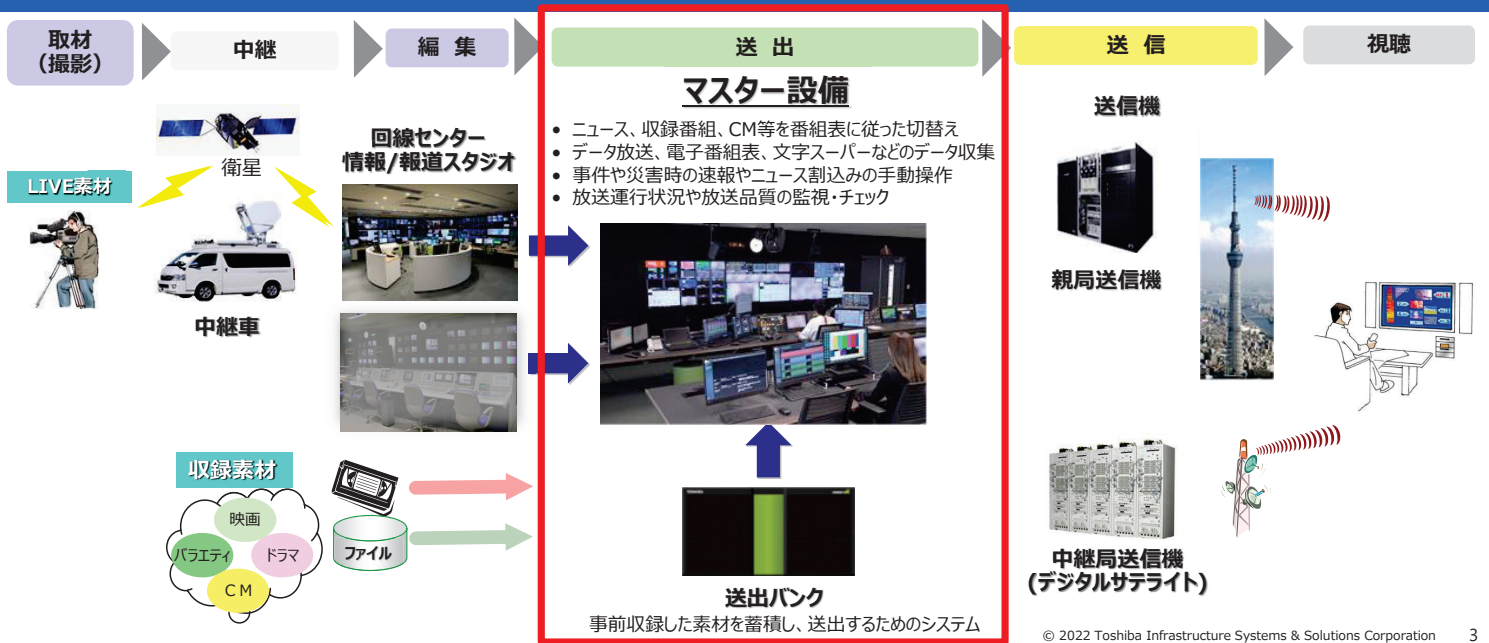 取材
（撮影）
中継
編 集
送 出
送 信
視聴
LIVE素材
衛星
中継車
回線センター
情報/報道スタジオ
収録素材
映画
バラエティ
ドラマ
ＣＭ
ファイル
マスター設備
• ニュース、収録番組、CM等を番組表に従った切替え
• データ放送、電子番組表、文字スーパーなどのデータ収集
• 事件や災害時の速報やニュース割込みの手動操作
• 放送運行状況や放送品質の監視・チェック
送出バンク
事前収録した素材を蓄積し、送出するためのシステム
送信機
親局送信機
中継局送信機
(デジタルサテライト)
© 2022 Toshiba Infrastructure Systems & Solutions Corporation 3